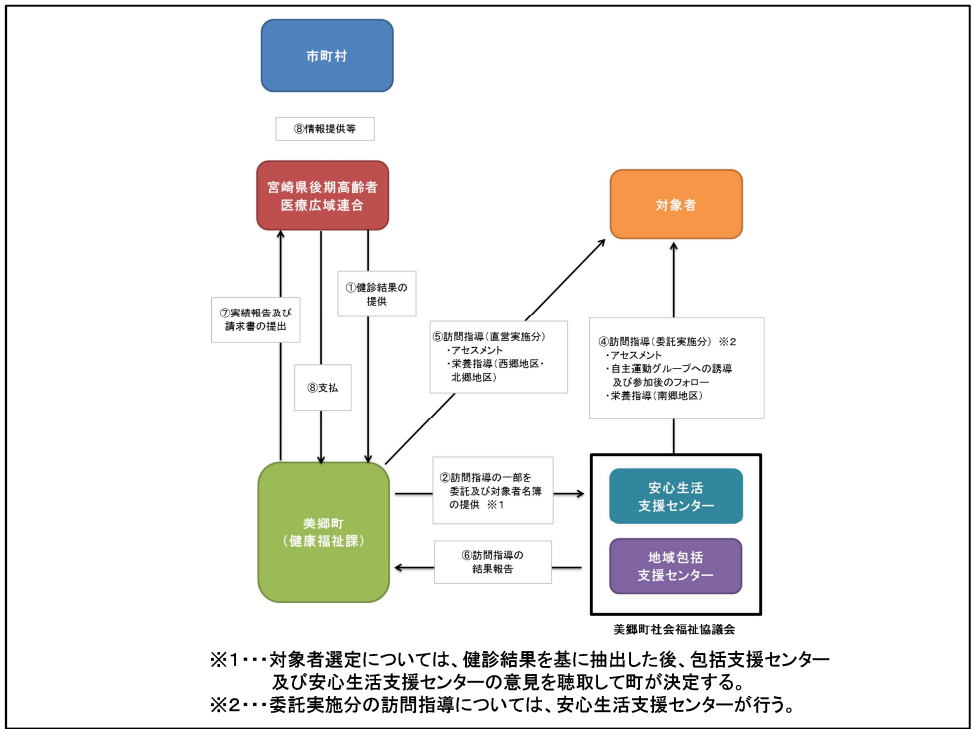 市町村
⑧情報提供等
宮崎県後期高齢者
医療広域連合
対象者
①健診結果の
提供
⑦実績報告及び
請求書の提出
⑤訪問指導(直営実施分)
・アセスメント
・栄養指導(西郷地区・
北郷地区)
④訪問指導(委託実施分) ※2
・アセスメント
・自主運動グループへの誘導
及び参加後のフォロー
・栄養指導(南郷地区)
⑧支払
美郷町
(健康福祉課)
②訪問指導の一部を
委託及び対象者名簿
の提供 ※1
安心生活
支援センター
⑥訪問指導の
結果報告
地域包括
支援センター
美郷町社会福祉協議会
※1・・・対象者選定については、健診結果を基に抽出した後、包括支援センター
及び安心生活支援センターの意見を聴取して町が決定する。
※2・・・委託実施分の訪問指導については、安心生活支援センターが行う。